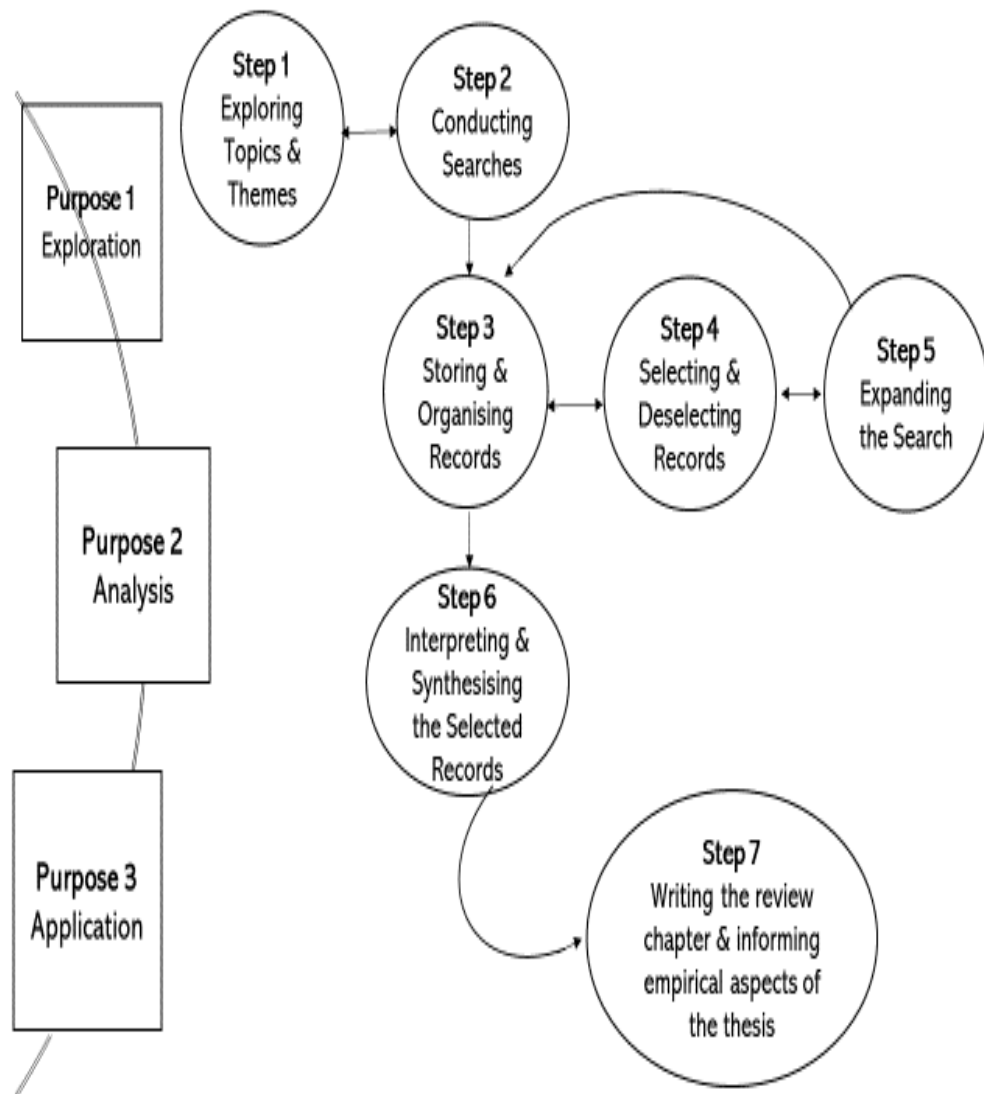 Purpose 1
Exploration
Purpose 2
Analysis
Purpose 3
Application
Step 1
Exploring
Topics &
Themes
Step 2
Conducting
Searches
Step 3
Storing &
Organising
Records
Step 4
Selecting &
Deselecting
Records
Step 5
Expanding
the Search
Step 6
Interpreting &
Synthesising
the Selected
Records
Step 7
Writing the review
chapter & informing
empirical aspects of
the thesis